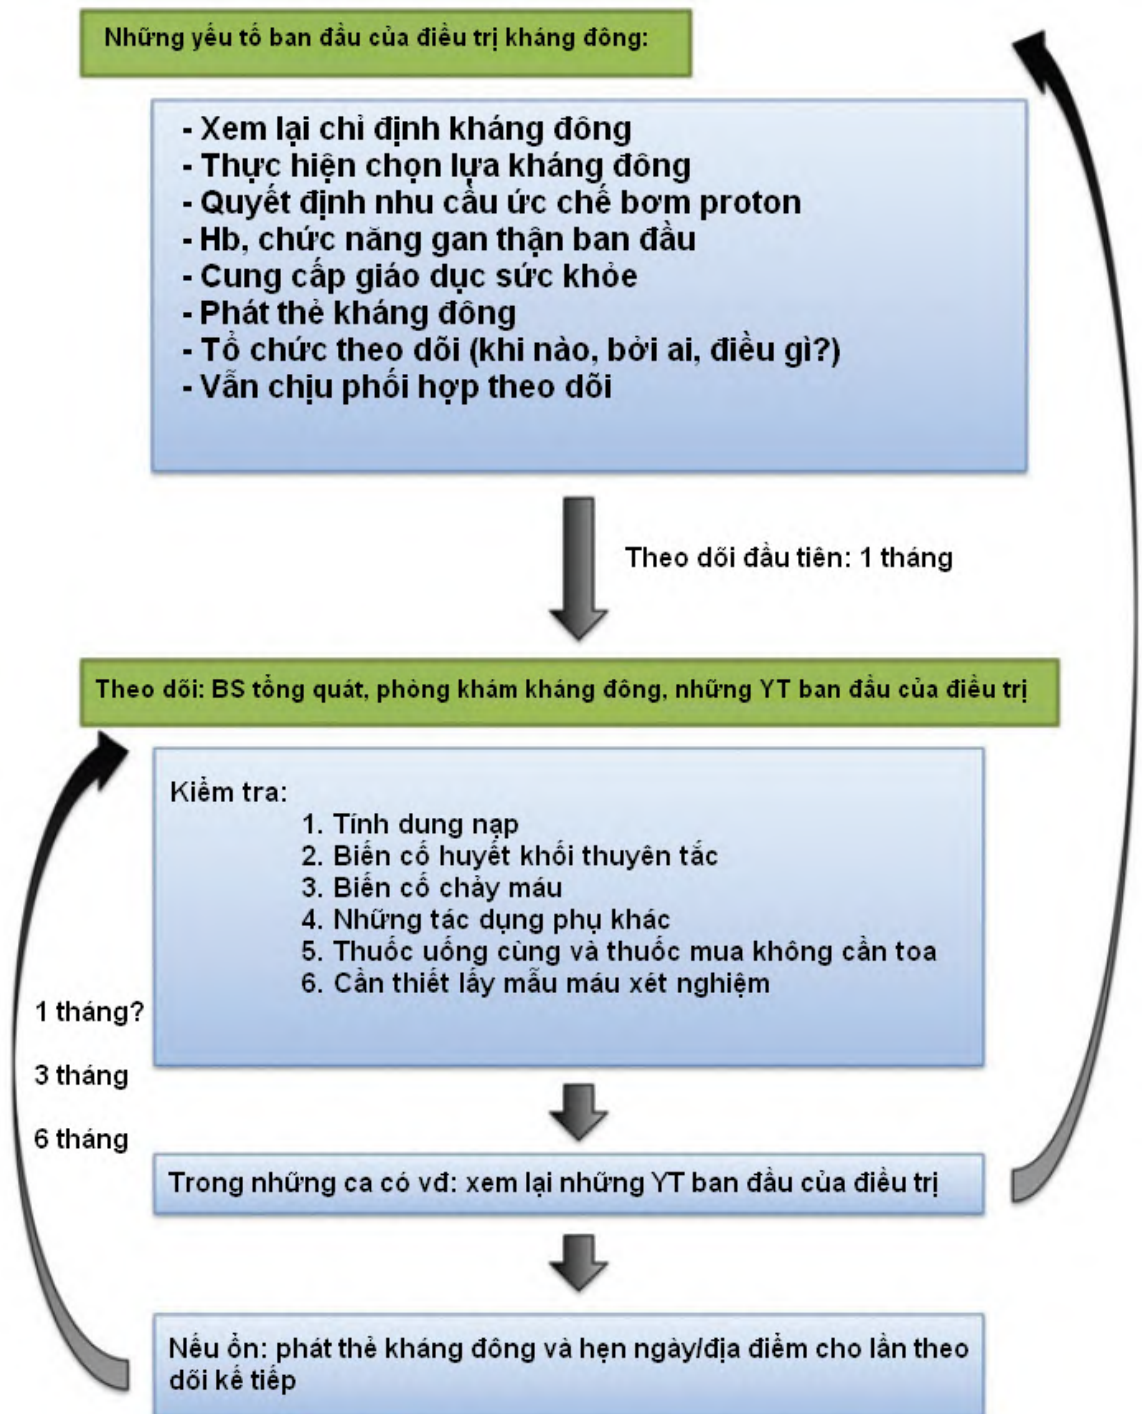 Những yếu tố ban đầu của điều trị kháng đông:
- Xem lại chỉ định kháng đông
- Thực hiện chọn lựa kháng đông
- Quyết định nhu cầu ức chế bơm proton
- Hb, chức năng gan thận ban đầu
- Cung cấp giáo dục sức khỏe
- Phát thẻ kháng đông
- Tổ chức theo dõi (khi nào, bởi ai, điều gì?)
- Vẫn chịu phối hợp theo dõi
Theo dõi đầu tiên: 1 tháng
Theo dõi: BS tổng quát, phòng khám kháng đông, những YT ban đầu của điều trị
Kiểm tra:
1. Tính dung nạp
2. Biến cố huyết khối thuyên tắc
3. Biến cố chảy máu
4. Những tác dụng phụ khác
5. Thuốc uống cùng và thuốc mua không cần toa
6. Cần thiết lấy mẫu máu xét nghiệm
1 tháng?
3 tháng
6 tháng
Trong những ca có vđ: xem lại những YT ban đầu của điều trị
Nếu ổn: phát thẻ kháng đông và hẹn ngày/địa điểm cho lần theo
dõi kế tiếp